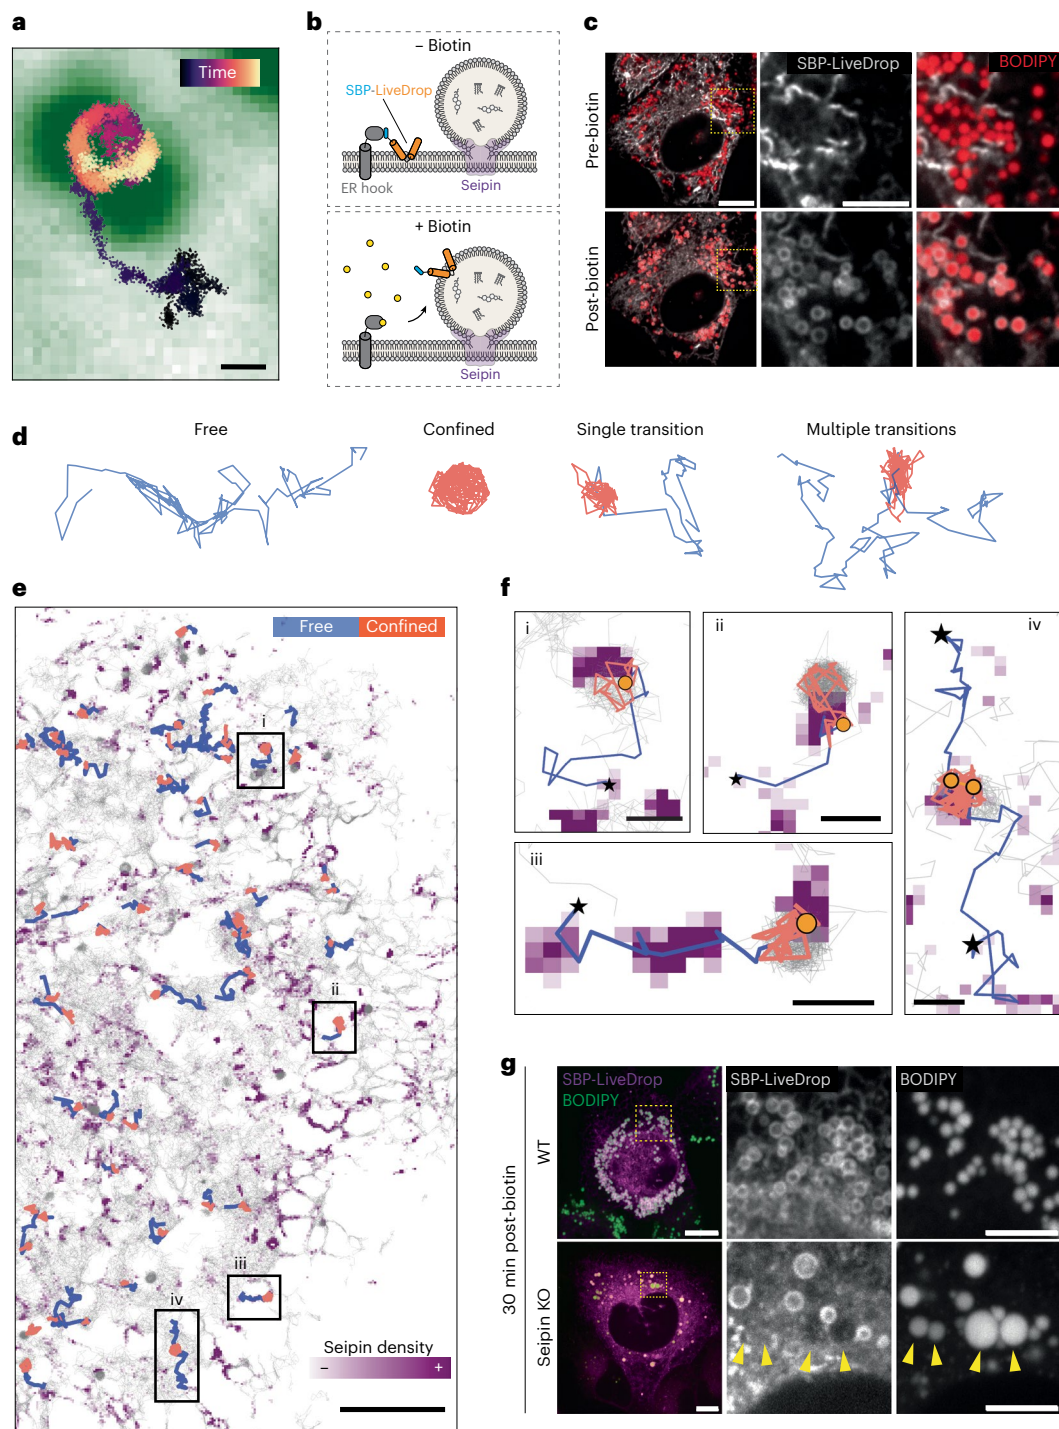 a
Time
b
− Biotin
SBP-LiveDrop
ER hook
Seipin
+ Biotin
Seipin
c
SBP-LiveDrop
BODIPY
Pre-biotin
Post-biotin
d
Free
Confined
Single transition
Multiple transitions
e
Free
Confined
i
ii
iii
iv
Seipin density
−
+
f
i
ii
iv
iii
g
SBP-LiveDrop
BODIPY
SBP-LiveDrop
BODIPY
WT
Seipin KO
30 min post-biotin